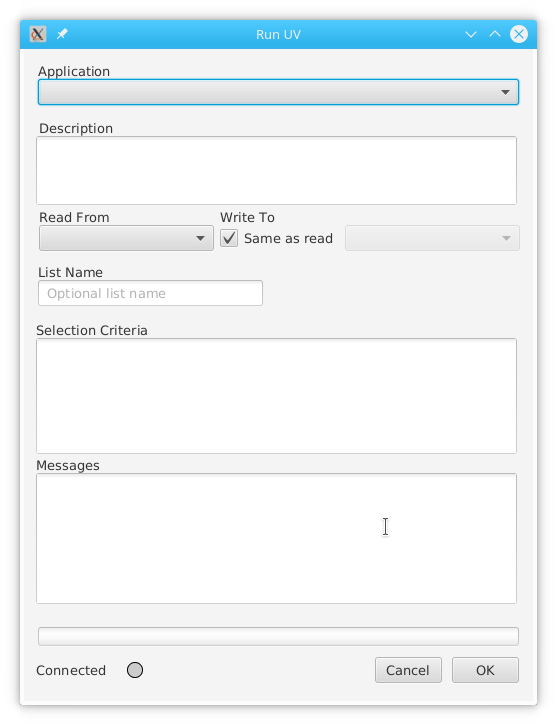 Run UV
Application
Description
Read From
Write To
Same as read
List Name
Optional list name
Selection Criteria
Messages
Connected
Cancel
OK